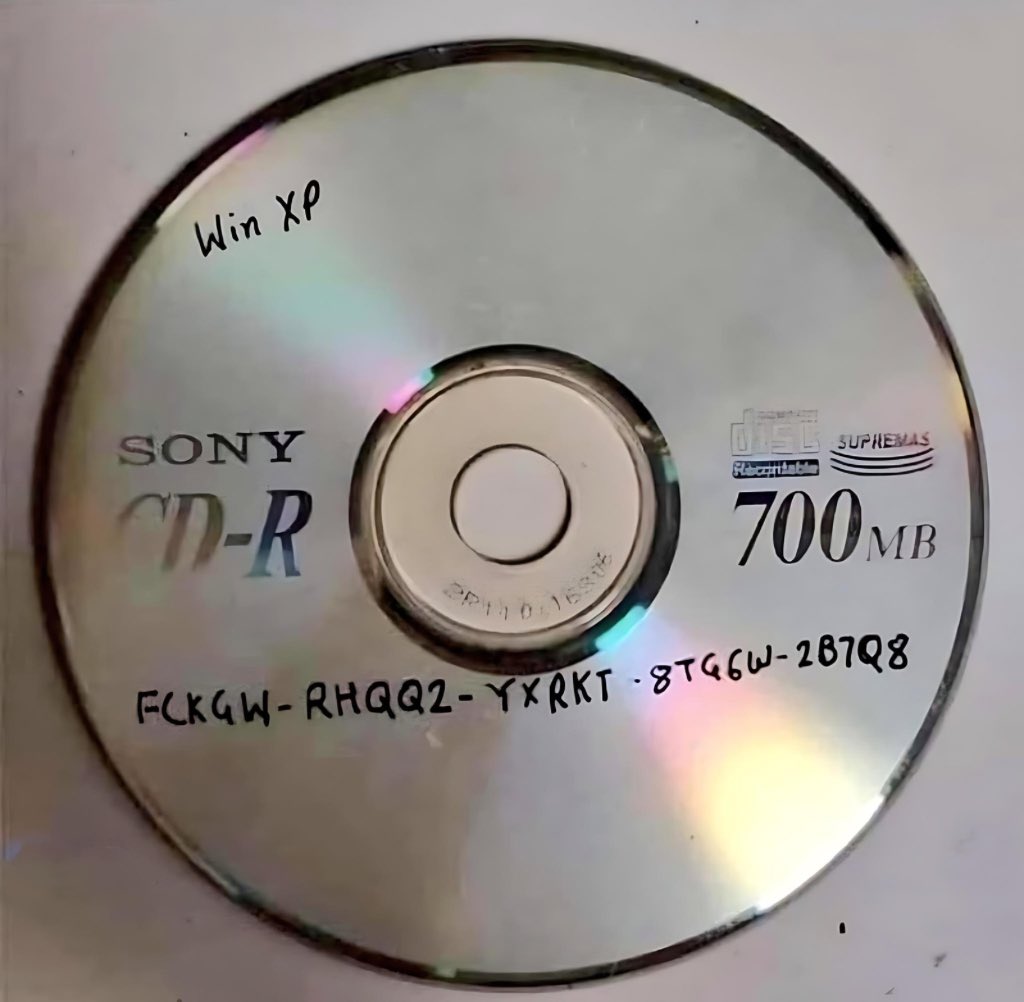 Win XP
SONY
CD-R
disc
Recordable
SUPREMAS
700MB
FCKGW-RHQQ2-YXRKT-8TG6W-2B7Q8